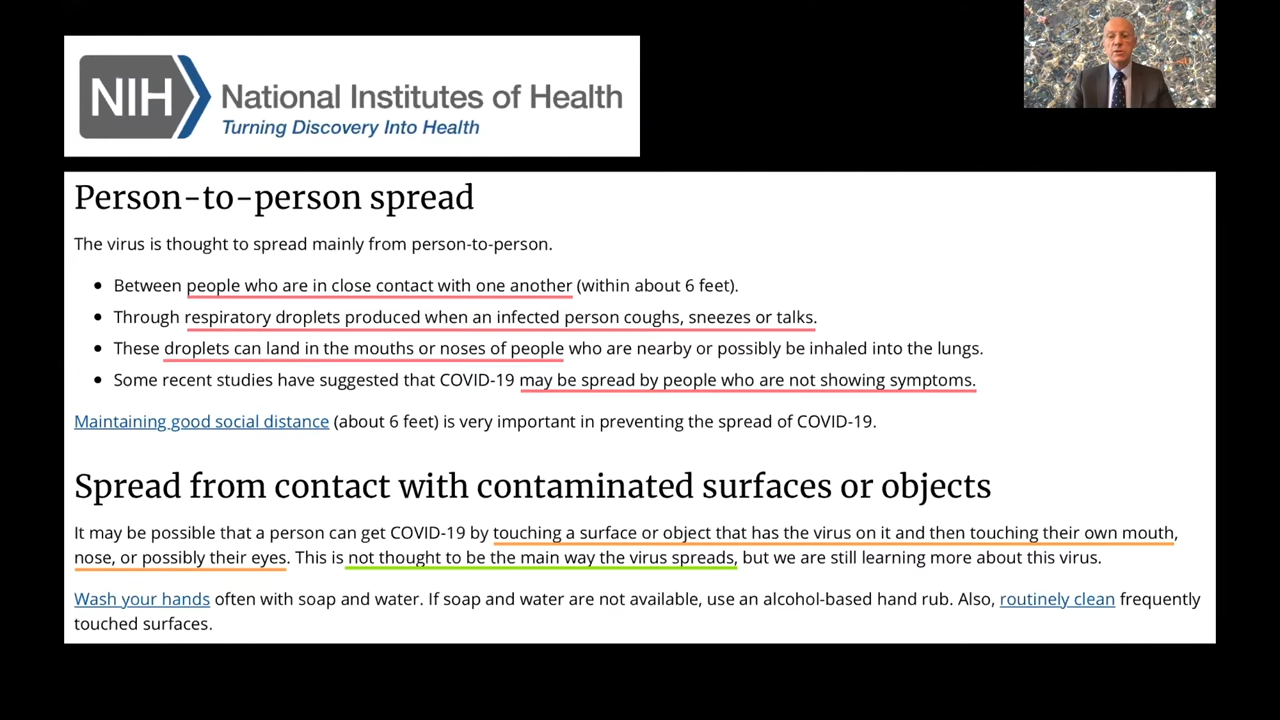 NIH National Institutes of Health
Turning Discovery Into Health
Person-to-person spread
The virus is thought to spread mainly from person-to-person.
• Between people who are in close contact with one another (within about 6 feet).
• Through respiratory droplets produced when an infected person coughs, sneezes or talks.
• These droplets can land in the mouths or noses of people who are nearby or possibly be inhaled into the lungs.
• Some recent studies have suggested that COVID-19 may be spread by people who are not showing symptoms.
Maintaining good social distance (about 6 feet) is very important in preventing the spread of COVID-19.
Spread from contact with contaminated surfaces or objects
It may be possible that a person can get COVID-19 by touching a surface or object that has the virus on it and then touching their own mouth,
nose, or possibly their eyes. This is not thought to be the main way the virus spreads, but we are still learning more about this virus.
Wash your hands often with soap and water. If soap and water are not available, use an alcohol-based hand rub. Also, routinely clean frequently
touched surfaces.